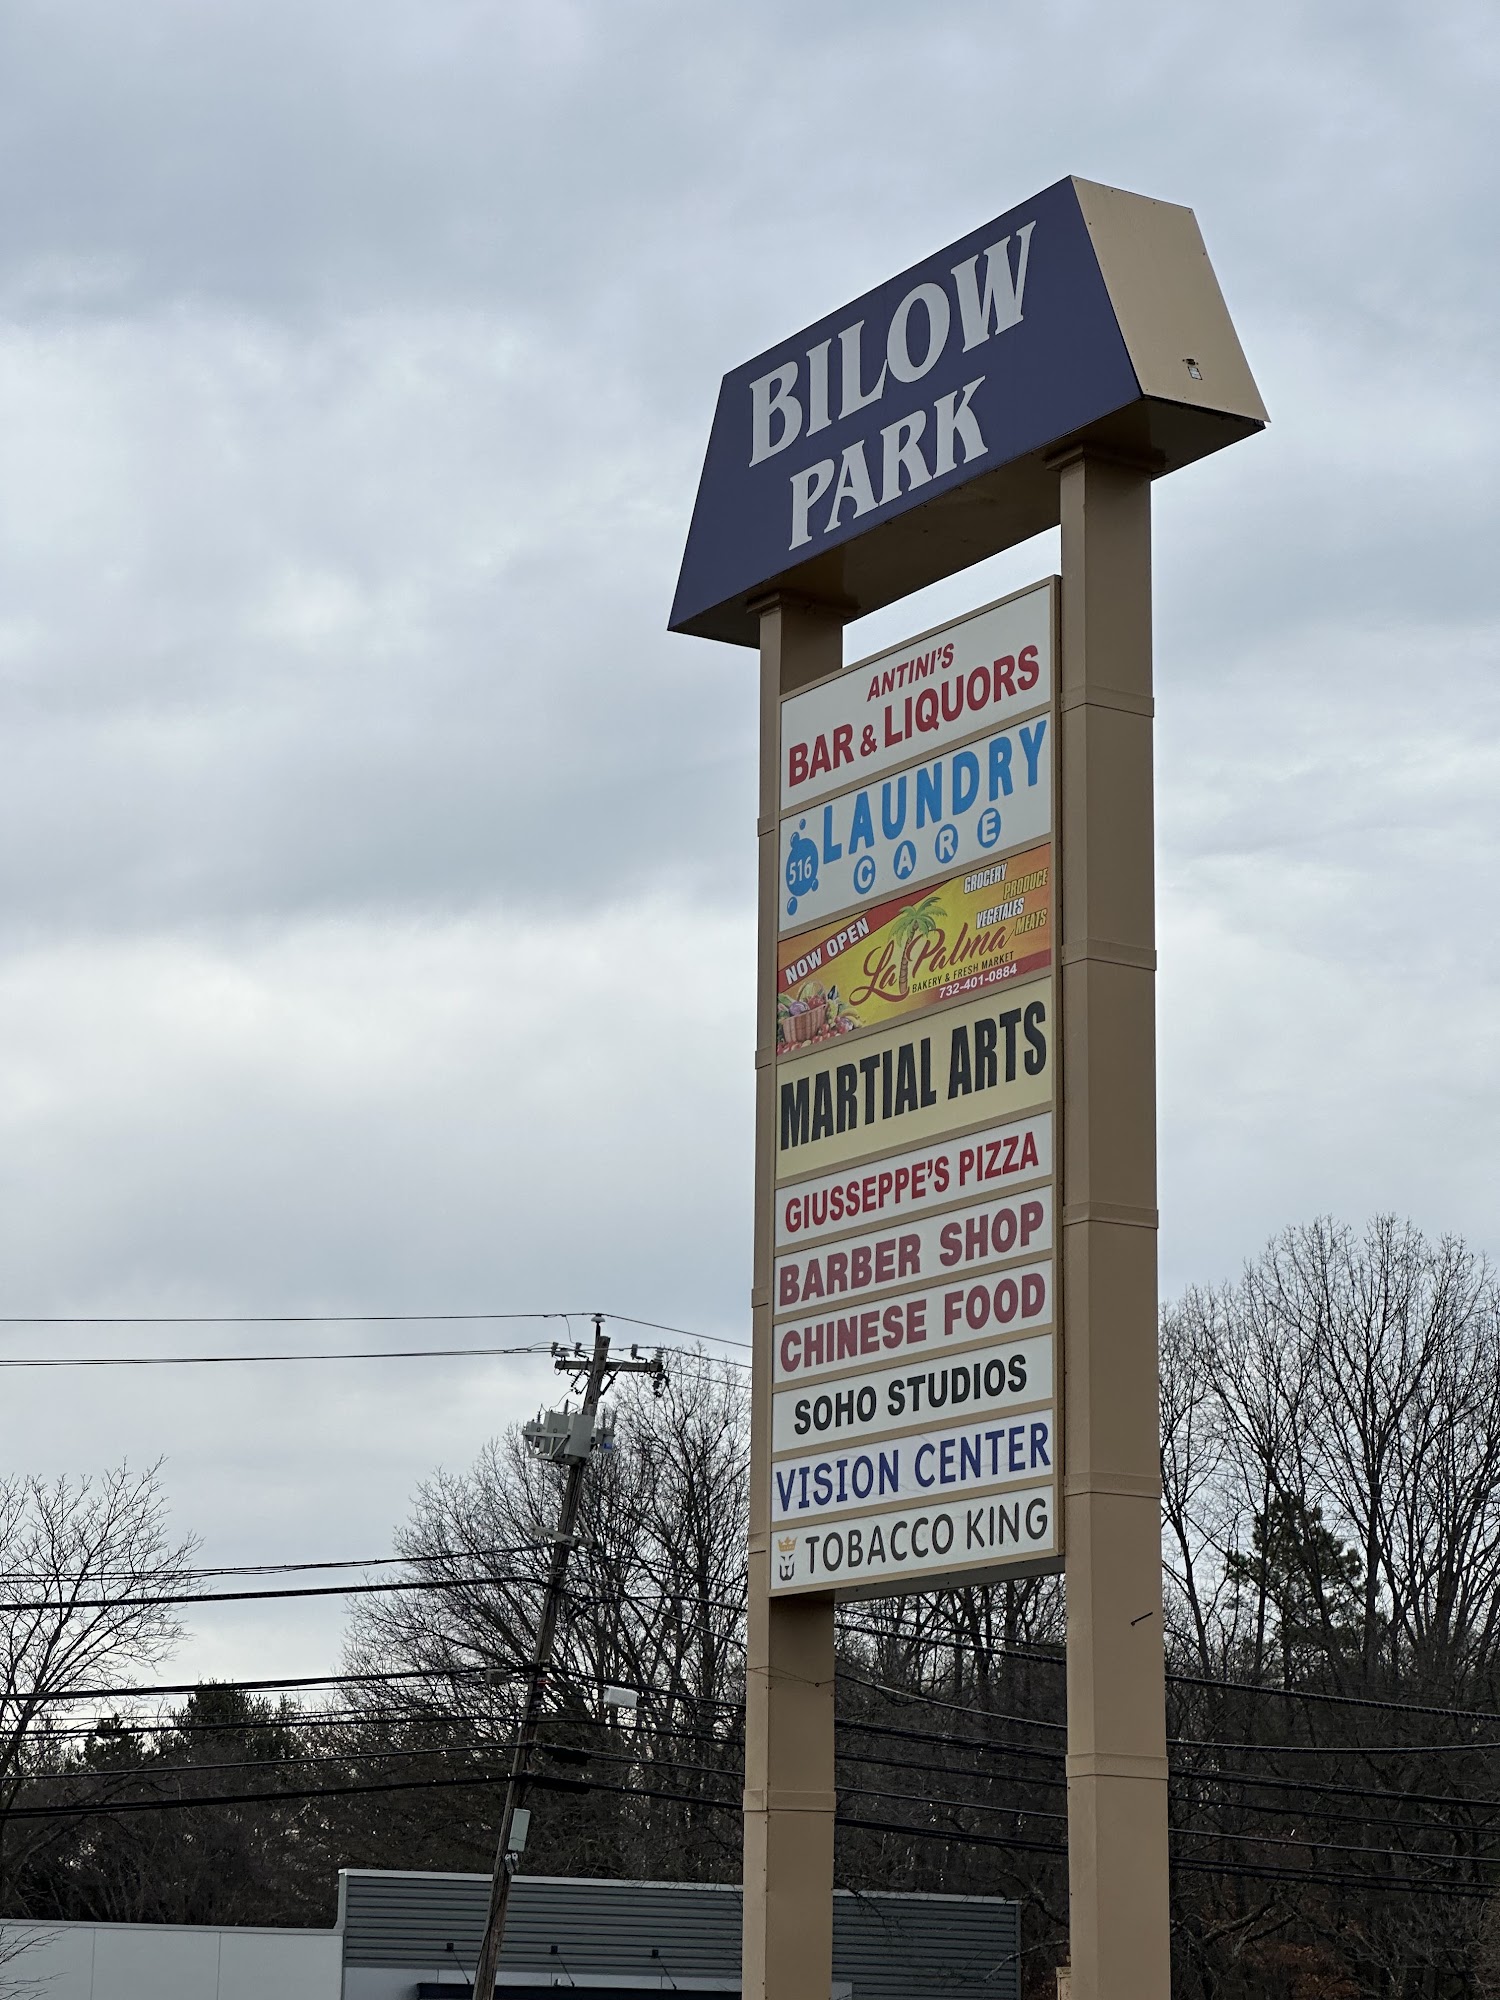 BILOW
PARK
ANTINI'S
BAR & LIQUORS
516
LAUNDRY
CARE
NOW OPEN
GROCERY
PRODUCE
VEGETALES
MEATS
La Palma
BAKERY & FRESH MARKET
732-401-0884
MARTIAL ARTS
GIUSSEPPE'S PIZZA
BARBER SHOP
CHINESE FOOD
SOHO STUDIOS
VISION CENTER
TOBACCO KING